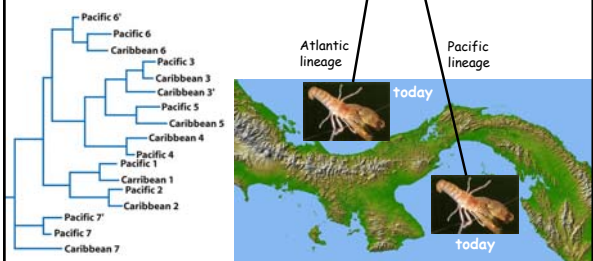 Pacific 6'
Pacific 6
Caribbean 6
Pacific 3
Caribbean 3
Caribbean 3'
Pacific 5
Caribbean 5
Caribbean 4
Pacific 4
Pacific 1
Carribean 1
Pacific 2
Caribbean 2
Pacific 7'
Pacific 7
Caribbean 7
Atlantic
lineage
Pacific
lineage
today
today